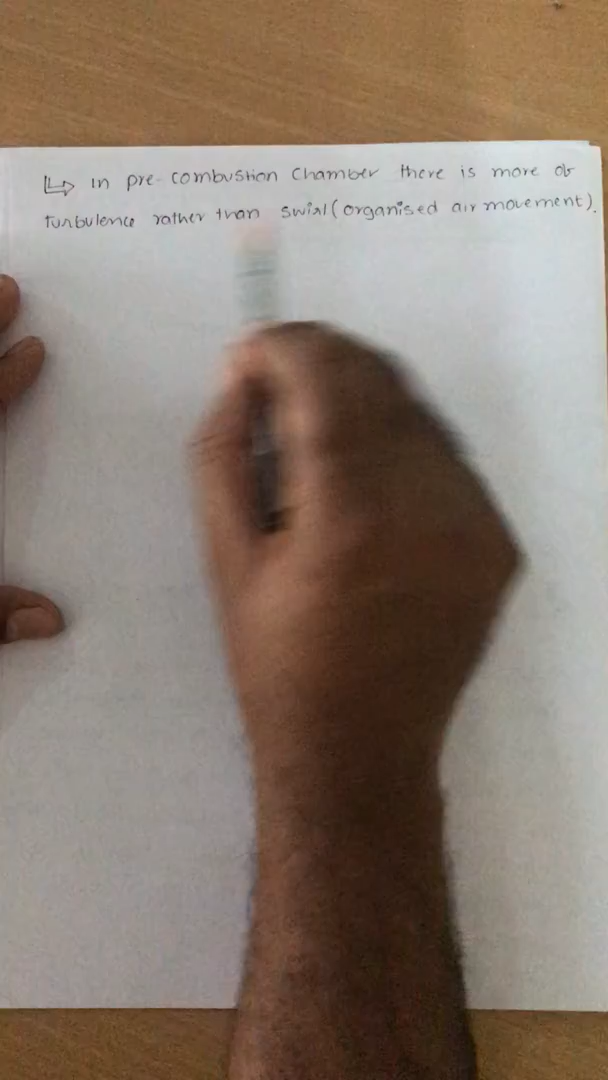 In pre-combustion chamber there is more of
turbulence rather than swirl (organised air movement).